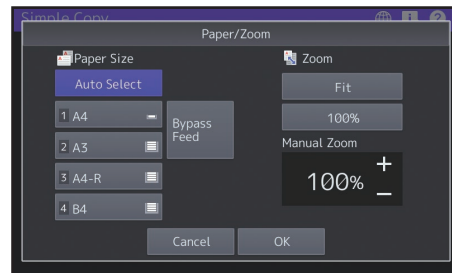 Simple Copy
Paper/Zoom
Paper Size
Auto Select
1 A4
2 A3
3 A4-R
4 B4
Bypass
Feed
Zoom
Fit
100%
Manual Zoom
100%
+
−
Cancel
OK